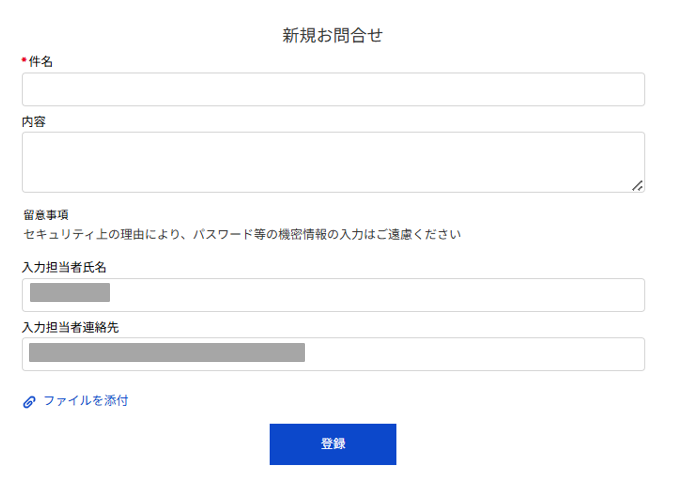 新規お問合せ
*件名
内容
留意事項
セキュリティ上の理由により、パスワード等の機密情報の入力はご遠慮ください
入力担当者氏名
入力担当者連絡先
ファイルを添付
登録